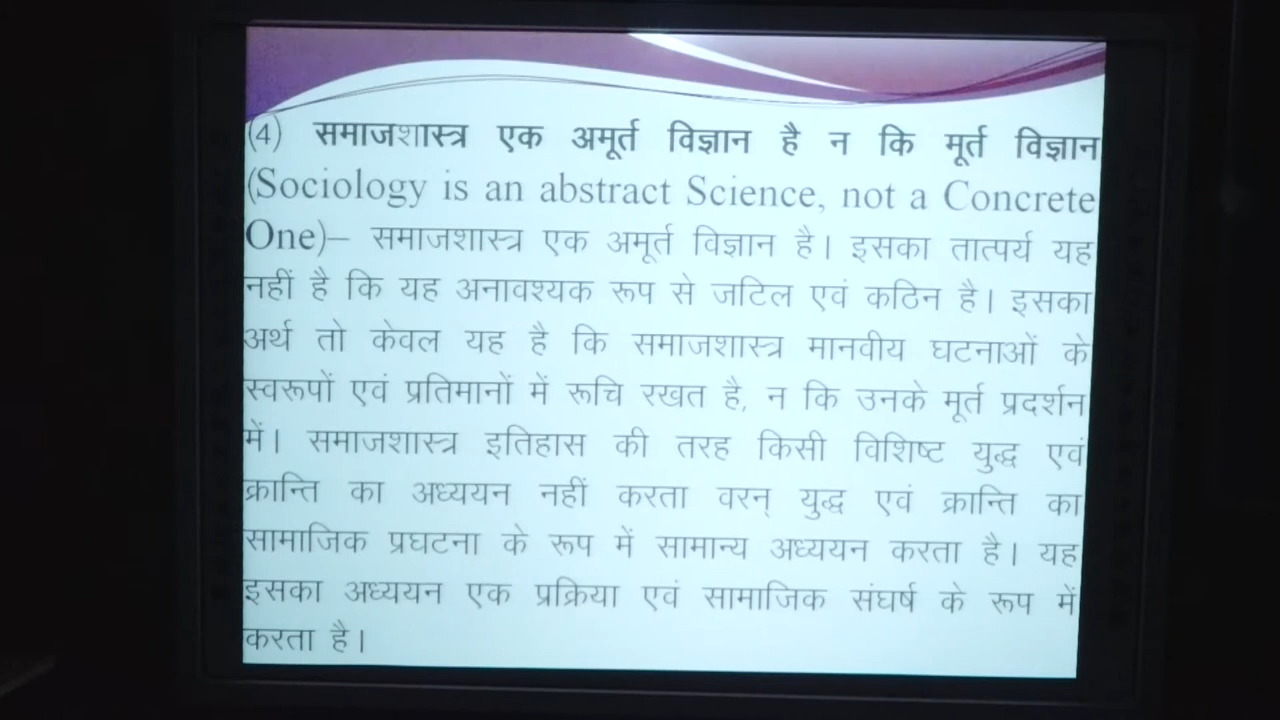 (4) समाजशास्त्र एक अमूर्त विज्ञान है न कि मूर्त विज्ञान
(Sociology is an abstract Science, not a Concrete
One)– समाजशास्त्र एक अमूर्त विज्ञान है। इसका तात्पर्य यह
नहीं है कि यह अनावश्यक रूप से जटिल एवं कठिन है। इसका
अर्थ तो केवल यह है कि समाजशास्त्र मानवीय घटनाओं के
स्वरूपों एवं प्रतिमानों में रूचि रखत है, न कि उनके मूर्त प्रदर्शन
में। समाजशास्त्र इतिहास की तरह किसी विशिष्ट युद्ध एवं
क्रान्ति का अध्ययन नहीं करता वरन् युद्ध एवं क्रान्ति का
सामाजिक प्रघटना के रूप में सामान्य अध्ययन करता है। यह
इसका अध्ययन एक प्रक्रिया एवं सामाजिक संघर्ष के रूप में
करता है।